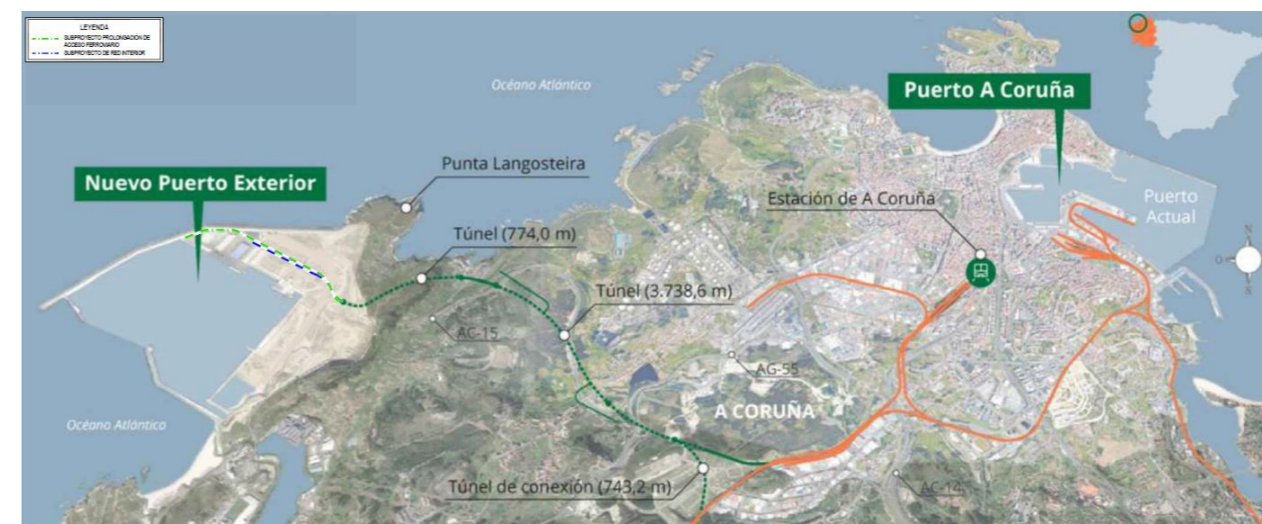 LEYENDA
SUBPROYECTO PROLONGACIÓN DE
ACCESO FERROVIARIO
SUBPROYECTO DE RED INTERIOR
Océano Atlántico
Puerto A Coruña
Punta Langosteira
Nuevo Puerto Exterior
Estación de A Coruña
Puerto
Actual
Túnel (774,0 m)
N
O
E
S
Túnel (3.738,6 m)
AC-15
AG-55
A CORUÑA
Océano Atlántico
Túnel de conexión (743,2 m)
AC-14